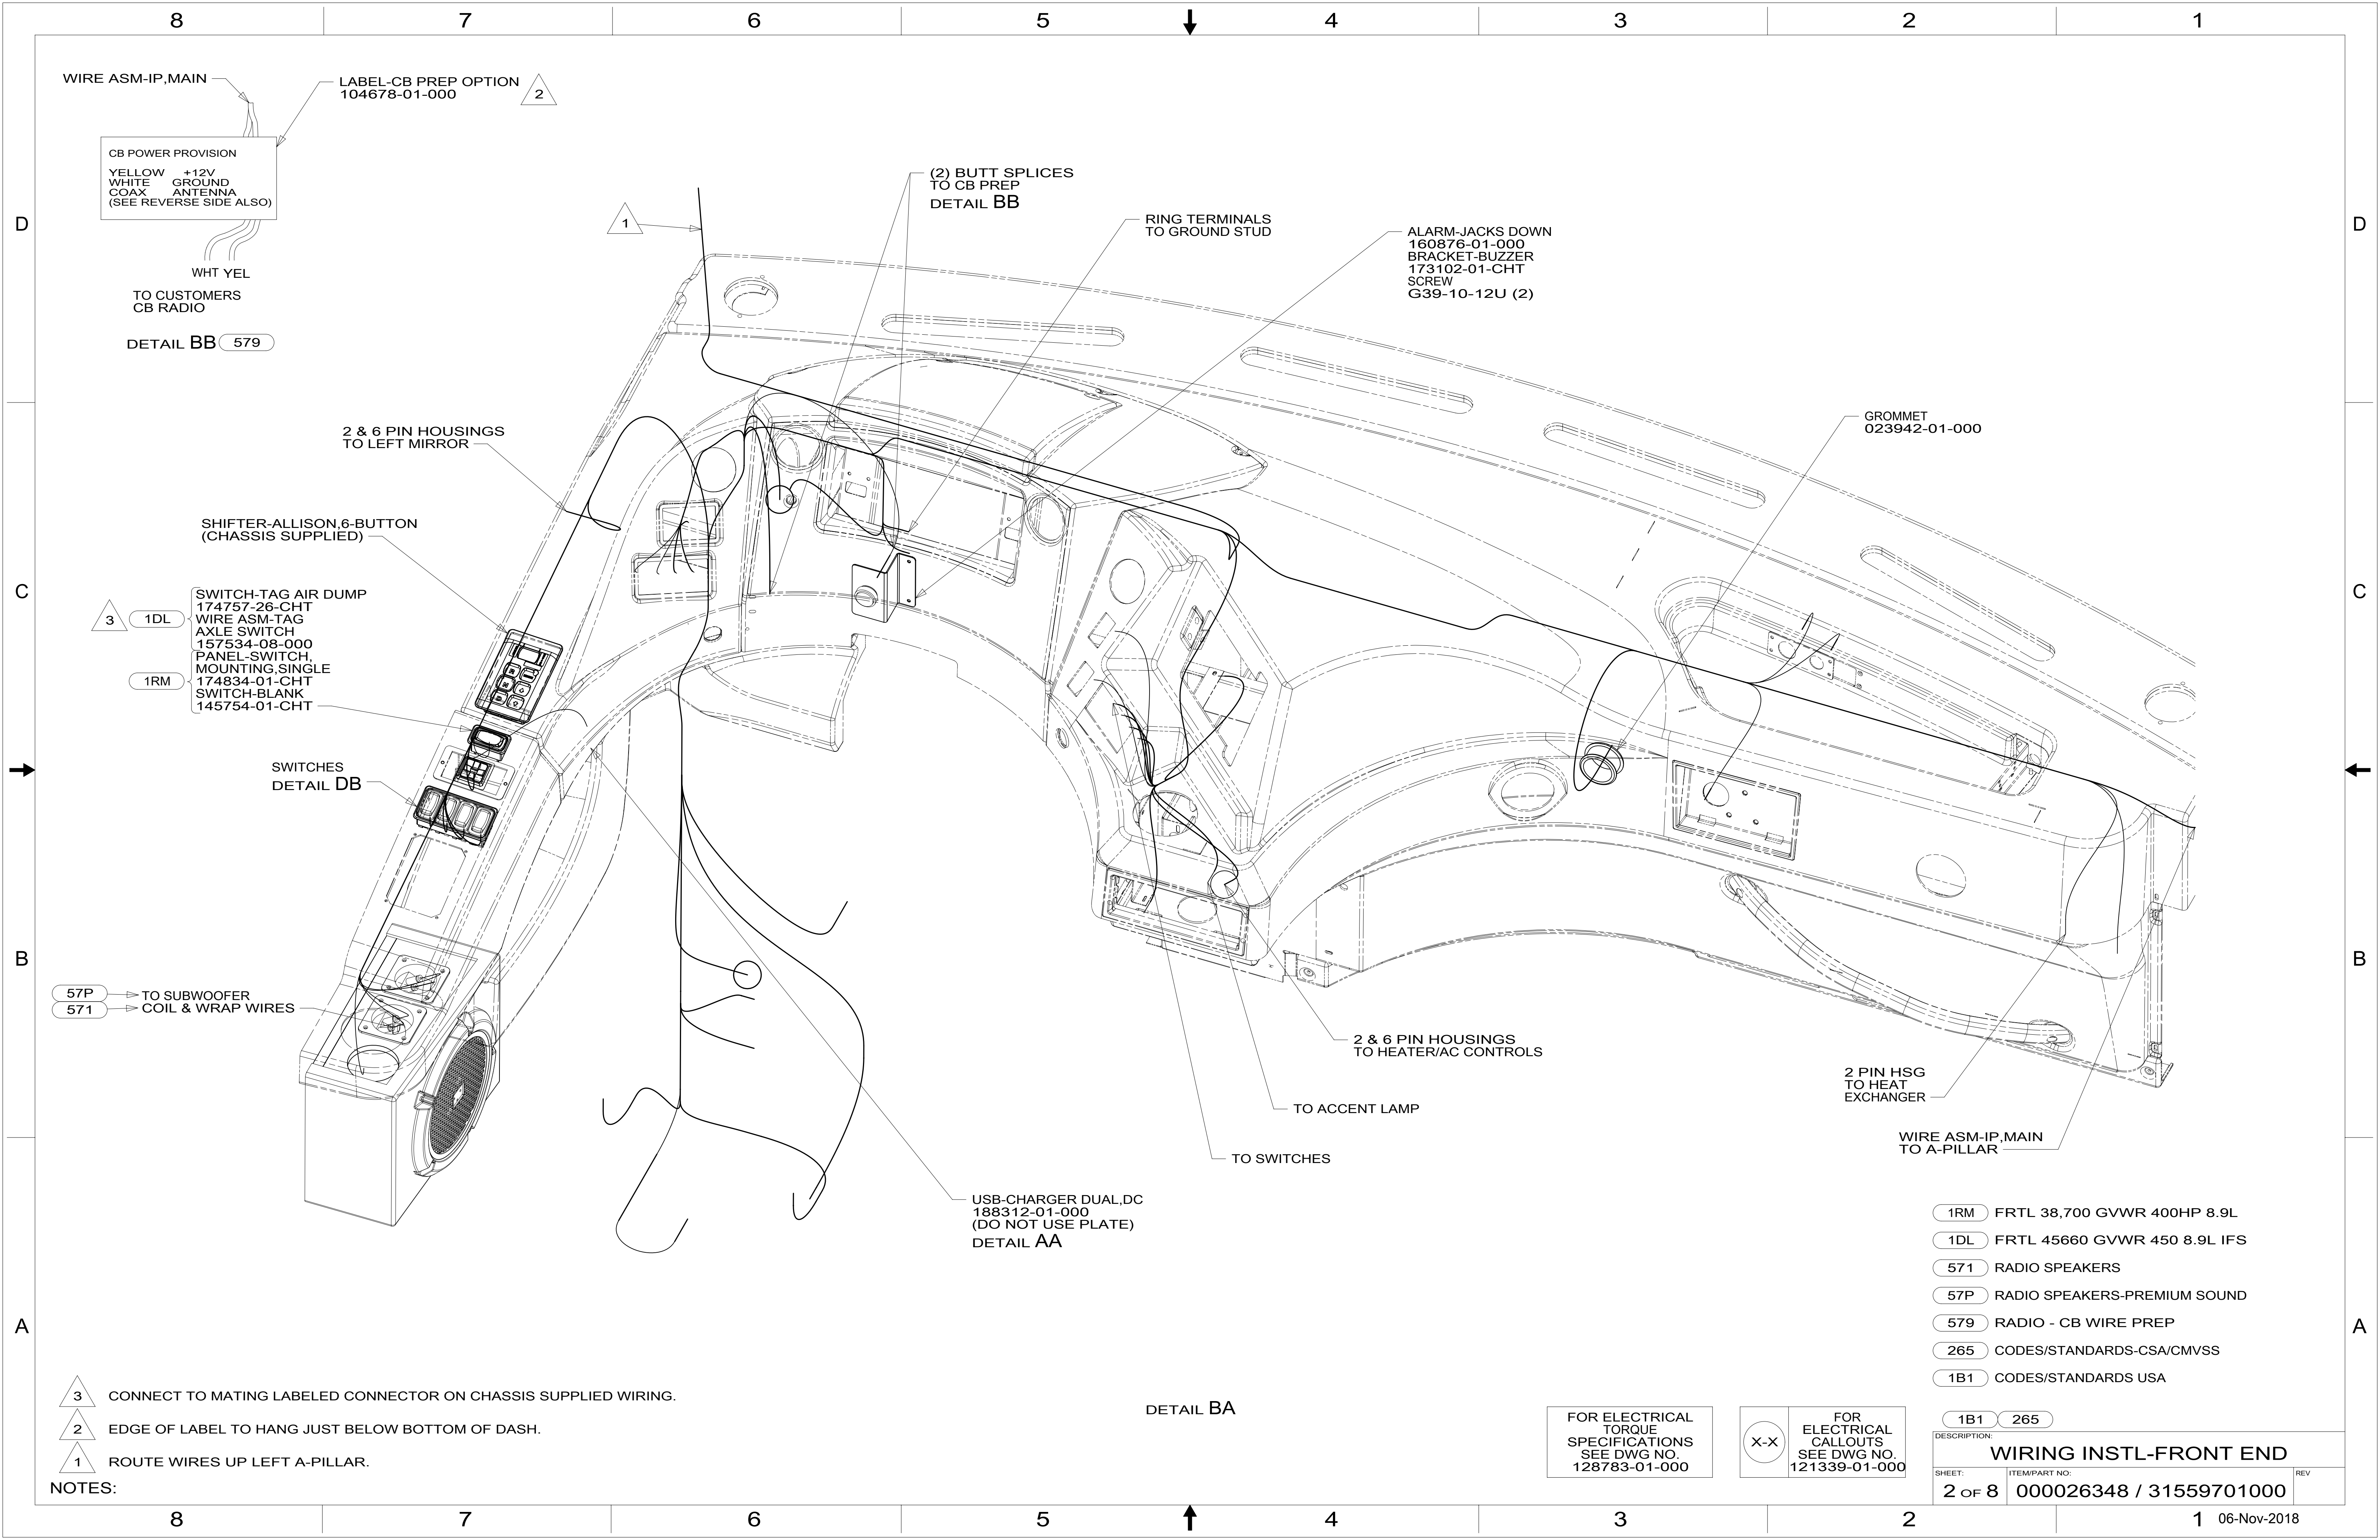 8 7 6 5 4 3 2 1
D
C
B
A
D
C
B
A
WIRE ASM-IP,MAIN
LABEL-CB PREP OPTION
104678-01-000
2
CB POWER PROVISION
YELLOW +12V
WHITE GROUND
COAX ANTENNA
(SEE REVERSE SIDE ALSO)
WHT YEL
TO CUSTOMERS
CB RADIO
DETAIL BB 579
1
(2) BUTT SPLICES
TO CB PREP
DETAIL BB
RING TERMINALS
TO GROUND STUD
ALARM-JACKS DOWN
160876-01-000
BRACKET-BUZZER
173102-01-CHT
SCREW
G39-10-12U (2)
GROMMET
023942-01-000
2 & 6 PIN HOUSINGS
TO LEFT MIRROR
SHIFTER-ALLISON,6-BUTTON
(CHASSIS SUPPLIED)
3 1DL
SWITCH-TAG AIR DUMP
174757-26-CHT
WIRE ASM-TAG
AXLE SWITCH
157534-08-000
1RM
PANEL-SWITCH,
MOUNTING,SINGLE
174834-01-CHT
SWITCH-BLANK
145754-01-CHT
SWITCHES
DETAIL DB
57P TO SUBWOOFER
571 COIL & WRAP WIRES
2 & 6 PIN HOUSINGS
TO HEATER/AC CONTROLS
TO ACCENT LAMP
TO SWITCHES
USB-CHARGER DUAL,DC
188312-01-000
(DO NOT USE PLATE)
DETAIL AA
2 PIN HSG
TO HEAT
EXCHANGER
WIRE ASM-IP,MAIN
TO A-PILLAR
1RM FRTL 38,700 GVWR 400HP 8.9L
1DL FRTL 45660 GVWR 450 8.9L IFS
571 RADIO SPEAKERS
57P RADIO SPEAKERS-PREMIUM SOUND
579 RADIO - CB WIRE PREP
265 CODES/STANDARDS-CSA/CMVSS
1B1 CODES/STANDARDS USA
1B1 265
3 CONNECT TO MATING LABELED CONNECTOR ON CHASSIS SUPPLIED WIRING.
2 EDGE OF LABEL TO HANG JUST BELOW BOTTOM OF DASH.
1 ROUTE WIRES UP LEFT A-PILLAR.
NOTES:
DETAIL BA
FOR ELECTRICAL
TORQUE
SPECIFICATIONS
SEE DWG NO.
128783-01-000
X-X
FOR
ELECTRICAL
CALLOUTS
SEE DWG NO.
121339-01-000
DESCRIPTION:
WIRING INSTL-FRONT END
SHEET:
2 OF 8
ITEM/PART NO:
000026348 / 31559701000
REV
8 7 6 5 4 3 2 1
06-Nov-2018